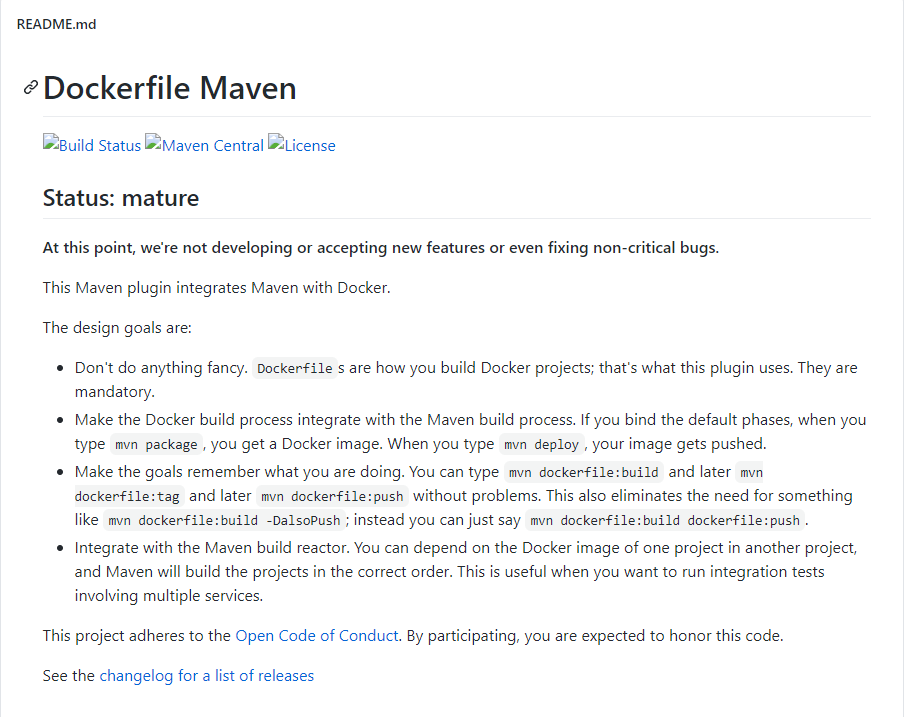 README.md
Dockerfile Maven
Build Status Maven Central License
Status: mature
At this point, we're not developing or accepting new features or even fixing non-critical bugs.
This Maven plugin integrates Maven with Docker.
The design goals are:
Don't do anything fancy. Dockerfile s are how you build Docker projects; that's what this plugin uses. They are
mandatory.
Make the Docker build process integrate with the Maven build process. If you bind the default phases, when you
type mvn package , you get a Docker image. When you type mvn deploy , your image gets pushed.
Make the goals remember what you are doing. You can type mvn dockerfile:build and later mvn
dockerfile:tag and later mvn dockerfile:push without problems. This also eliminates the need for something
like mvn dockerfile:build -DalsoPush ; instead you can just say mvn dockerfile:build dockerfile:push .
Integrate with the Maven build reactor. You can depend on the Docker image of one project in another project,
and Maven will build the projects in the correct order. This is useful when you want to run integration tests
involving multiple services.
This project adheres to the Open Code of Conduct. By participating, you are expected to honor this code.
See the changelog for a list of releases